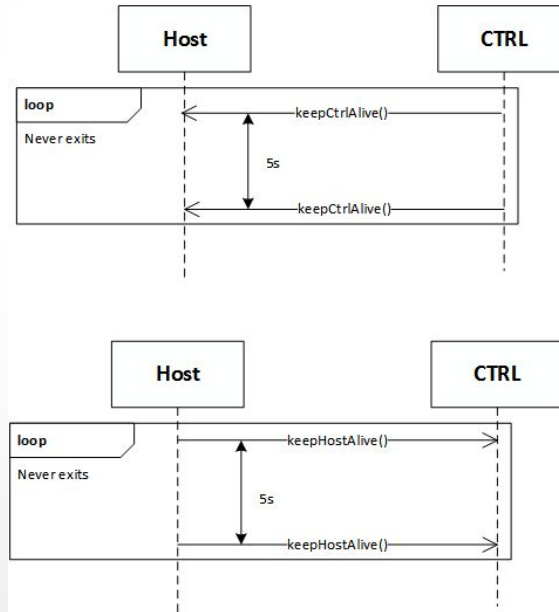 Host
CTRL
loop
keepCtrlAlive()
Never exits
5s
keepCtrlAlive()
Host
CTRL
loop
keepHostAlive()
Never exits
5s
keepHostAlive()